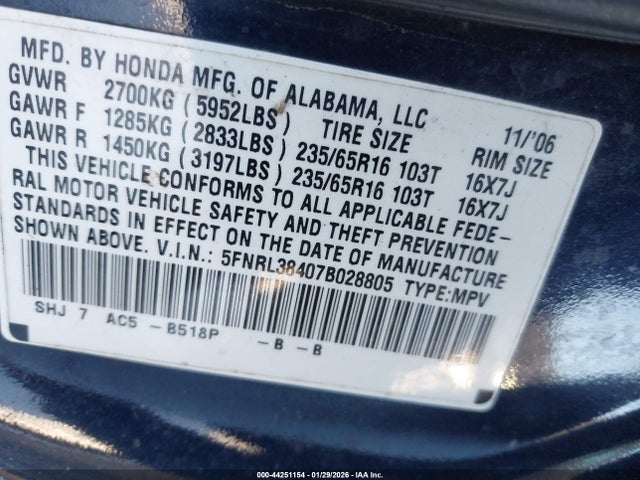 MFD. BY HONDA MFG. OF ALABAMA, LLC 11/'06
GVWR 2700KG (5952LBS) TIRE SIZE RIM SIZE
GAWR F 1285KG (2833LBS) 235/65R16 103T 16X7J
GAWR R 1450KG (3197LBS) 235/65R16 103T 16X7J
THIS VEHICLE CONFORMS TO ALL APPLICABLE FEDE-
RAL MOTOR VEHICLE SAFETY AND THEFT PREVENTION
STANDARDS IN EFFECT ON THE DATE OF MANUFACTURE
SHOWN ABOVE. V.I.N.: 5FNRL38407B028805 TYPE:MPV
SHJ 7 AC5 -B518P -B -B
000-44251154 | 01/29/2026 | IAA Inc.